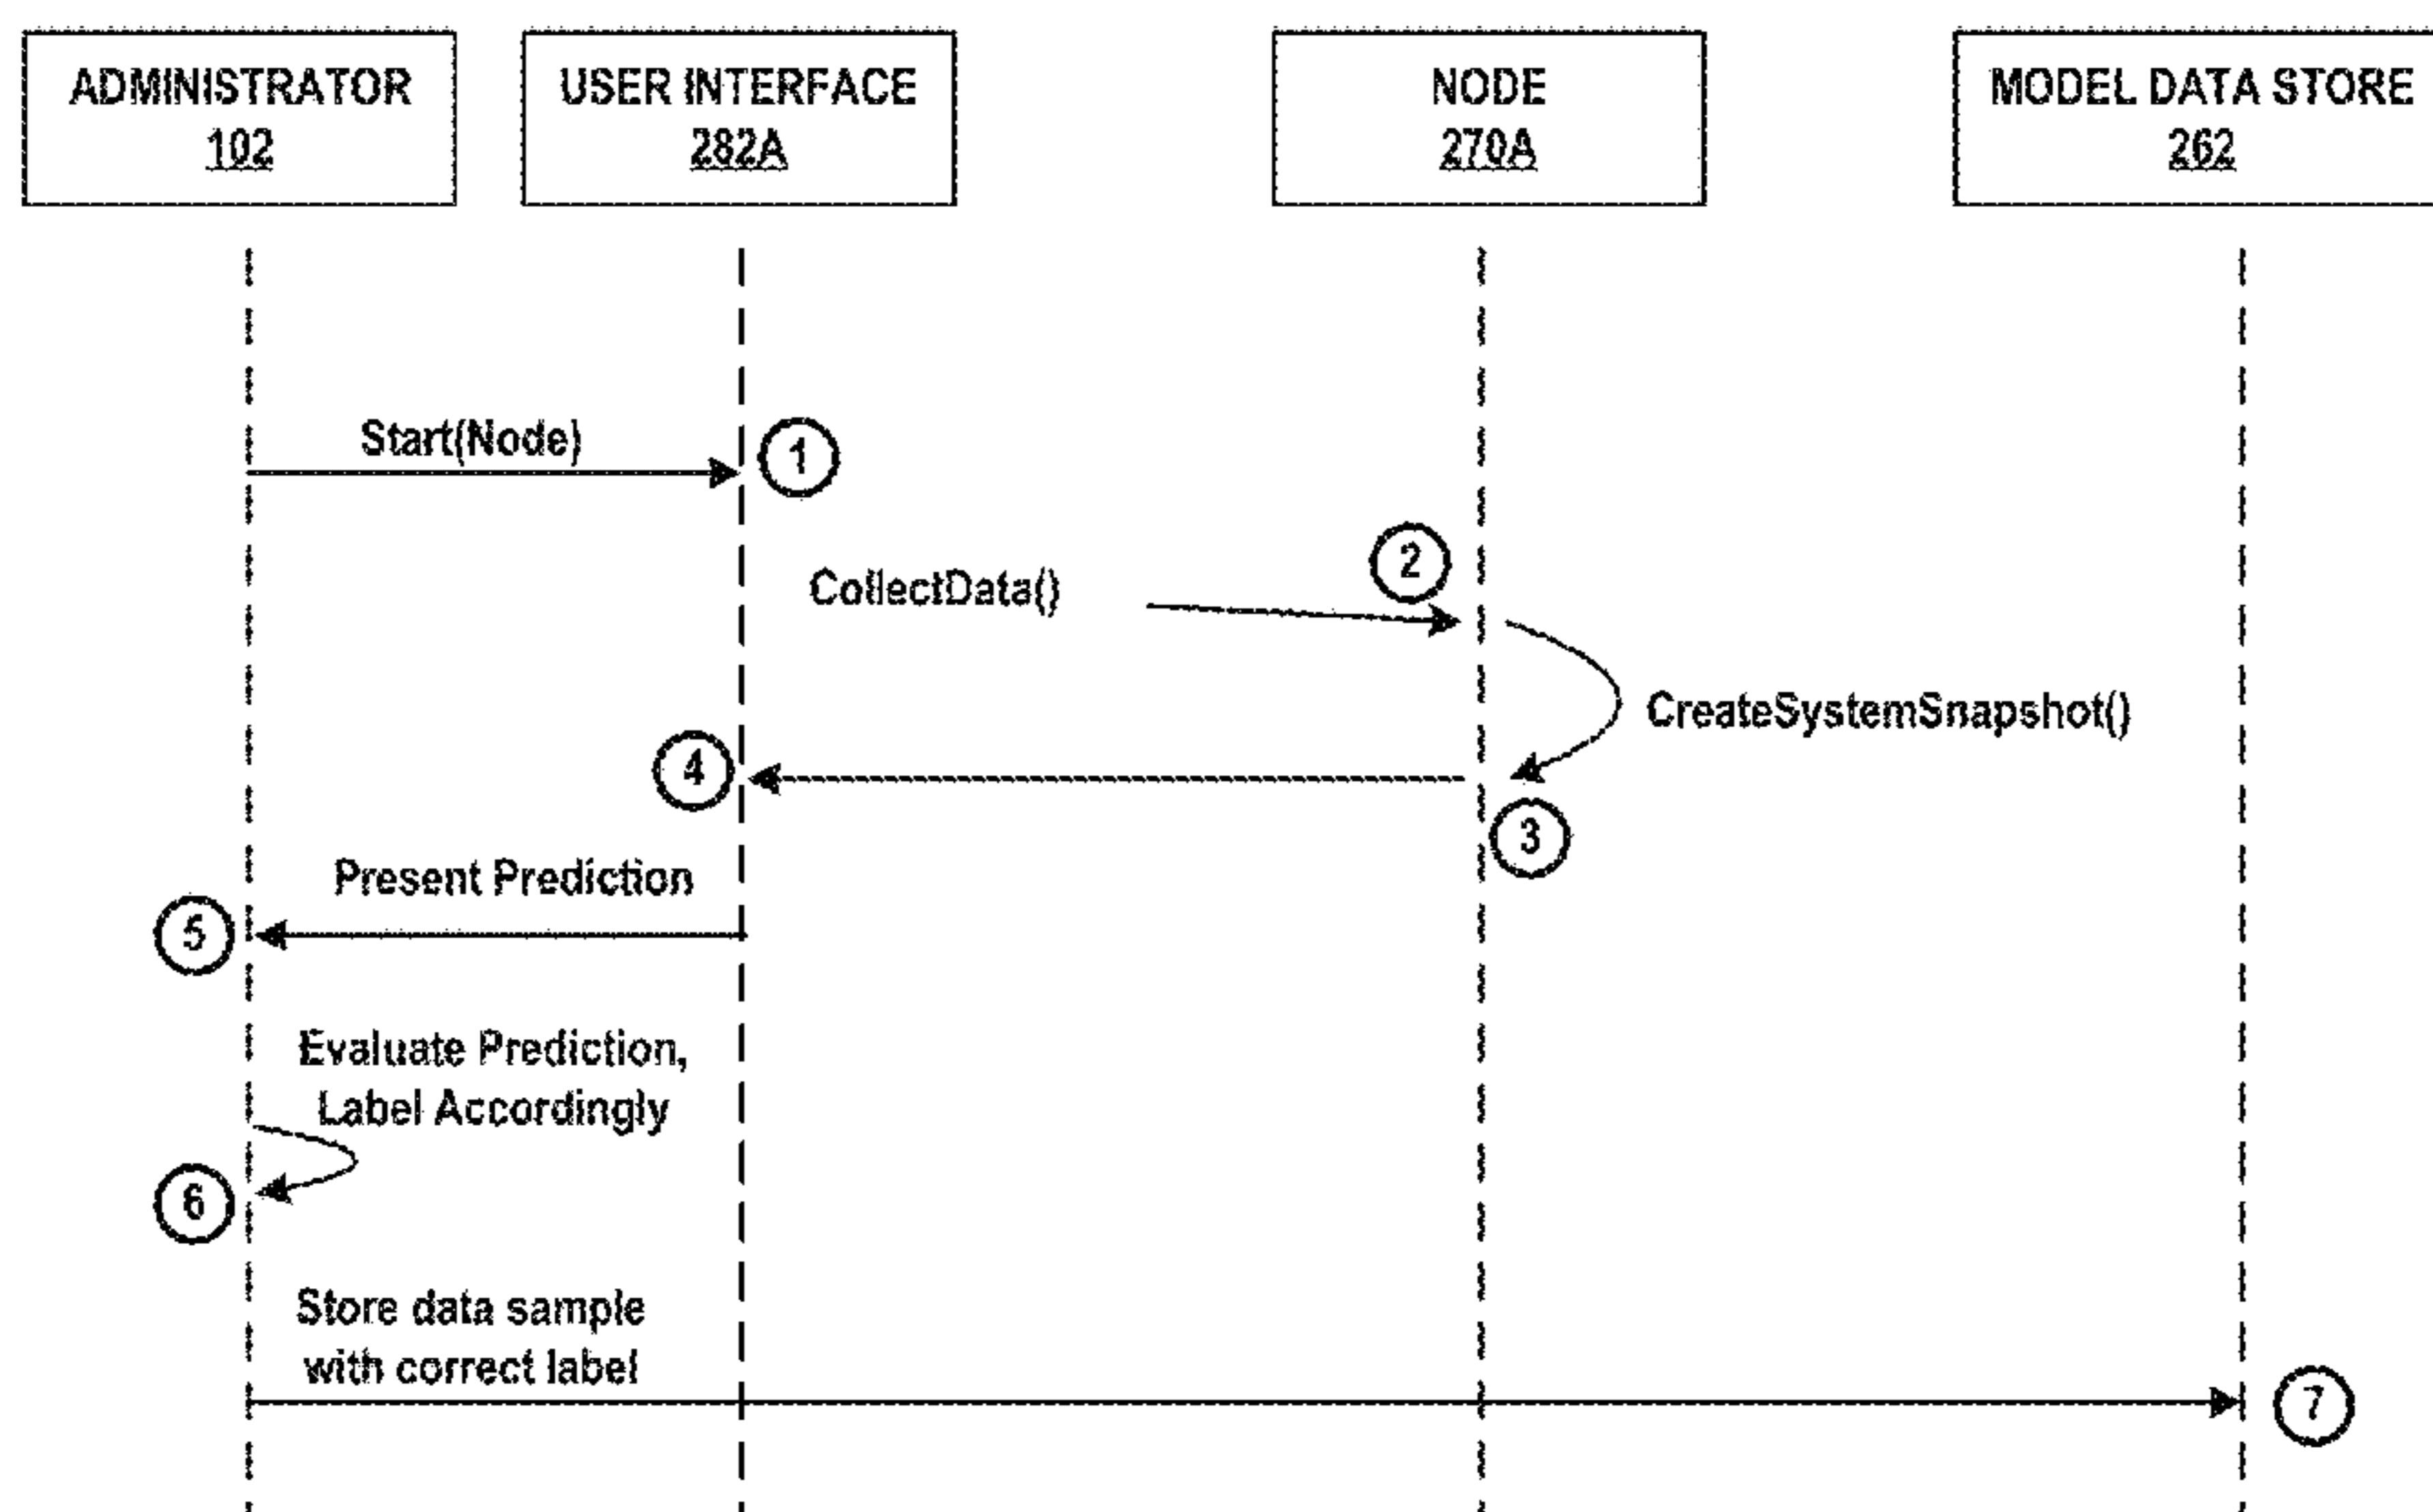 ADMINISTRATOR
102
USER INTERFACE
282A
NODE
270A
MODEL DATA STORE
262
Start(Node)
1
2
CollectData()
CreateSystemSnapshot()
4
3
Present Prediction
5
Evaluate Prediction,
Label Accordingly
6
Store data sample
with correct label
7